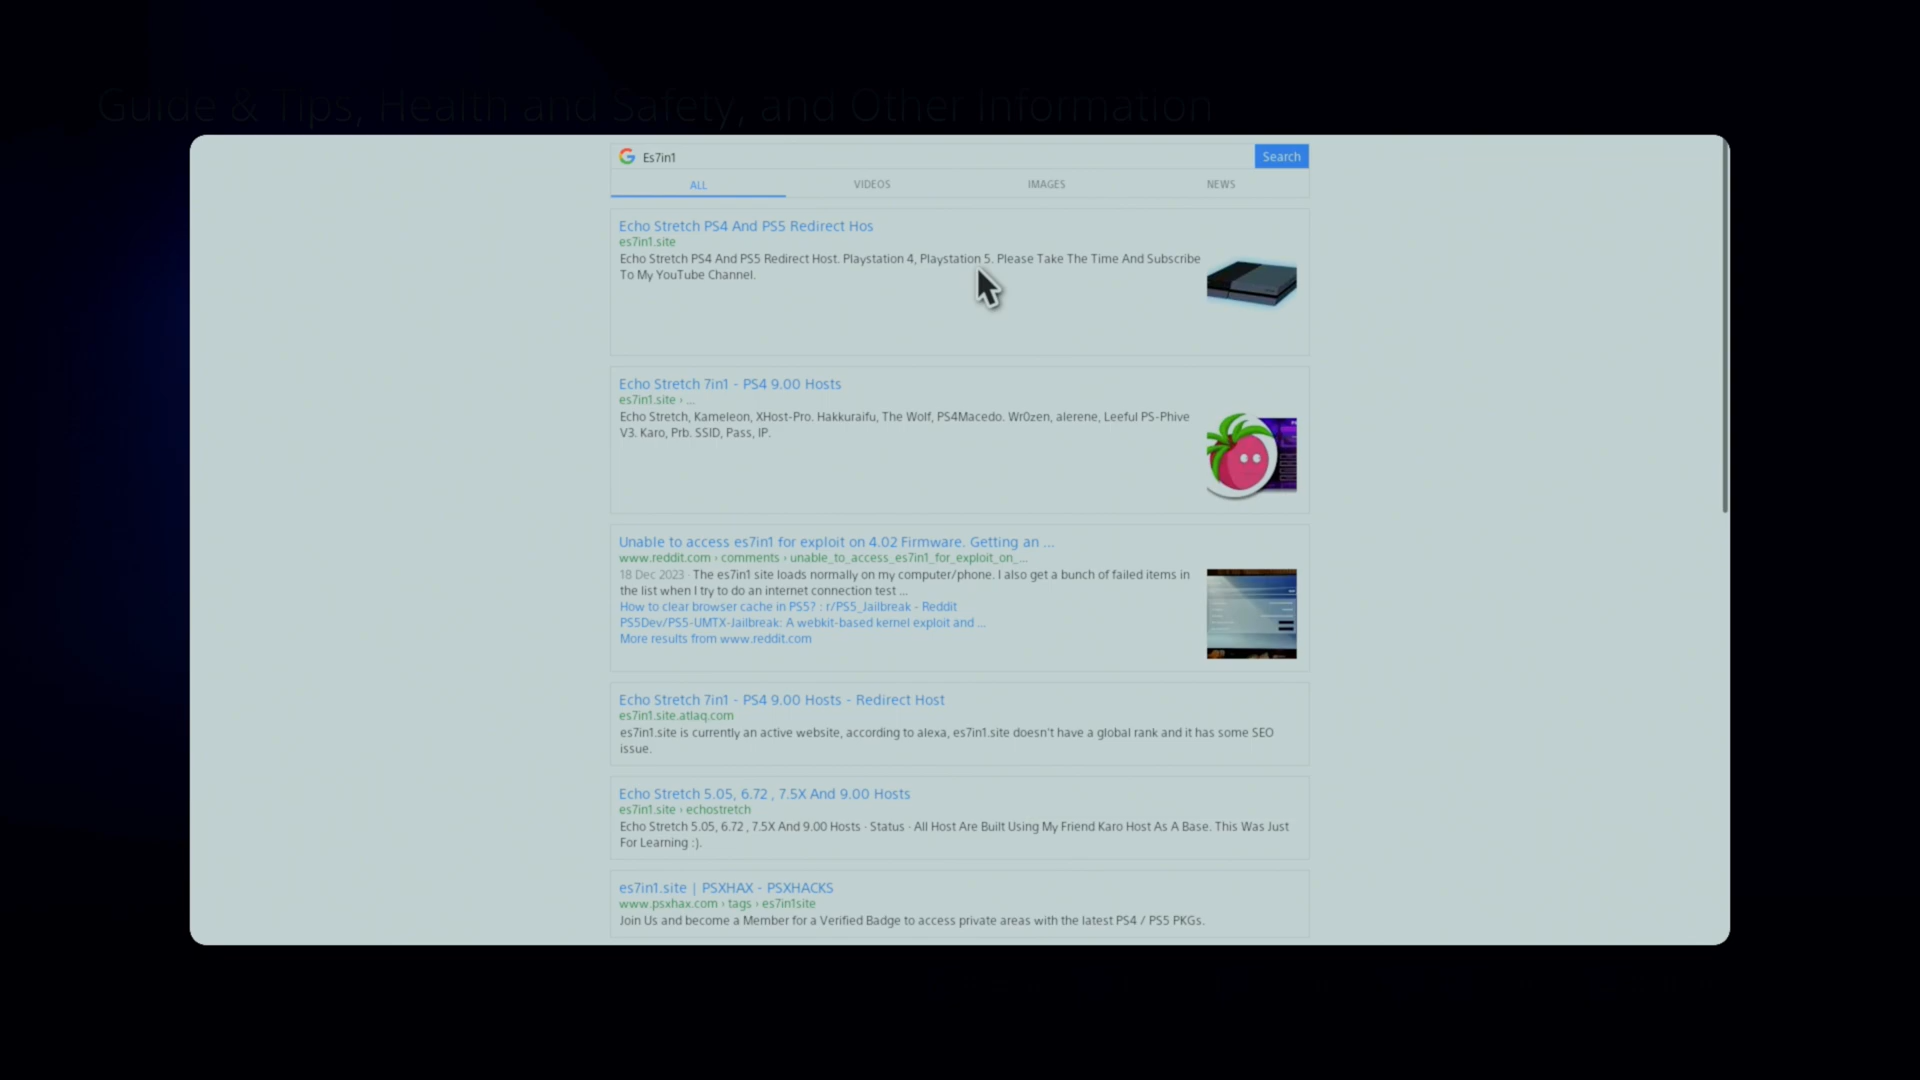 Guide & Tips, Health and Safety, and Other Information
Es7in1
Search
ALL
VIDEOS
IMAGES
NEWS
Echo Stretch PS4 And PS5 Redirect Hos
es7in1.site
Echo Stretch PS4 And PS5 Redirect Host. Playstation 4, Playstation 5. Please Take The Time And Subscribe
To My YouTube Channel.
Echo Stretch 7in1 - PS4 9.00 Hosts
es7in1.site › ...
Echo Stretch, Kameleon, XHost-Pro. Hakkuraifu, The Wolf, PS4Macedo. Wr0zen, alerene, Leeful PS-Phive
V3. Karo, Prb. SSID, Pass, IP.
Unable to access es7in1 for exploit on 4.02 Firmware. Getting an ...
www.reddit.com › comments › unable_to_access_es7in1_for_exploit_on_...
18 Dec 2023 · The es7in1 site loads normally on my computer/phone. I also get a bunch of failed items in
the list when I try to do an internet connection test ...
How to clear browser cache in PS5? : r/PS5_Jailbreak - Reddit
PS5Dev/PS5-UMTX-Jailbreak: A webkit-based kernel exploit and ...
More results from www.reddit.com
Echo Stretch 7in1 - PS4 9.00 Hosts - Redirect Host
es7in1.site.atlaq.com
es7in1.site is currently an active website, according to alexa, es7in1.site doesn't have a global rank and it has some SEO
issue.
Echo Stretch 5.05, 6.72 , 7.5X And 9.00 Hosts
es7in1.site › echostretch
Echo Stretch 5.05, 6.72 , 7.5X And 9.00 Hosts · Status · All Host Are Built Using My Friend Karo Host As A Base. This Was Just
For Learning :).
es7in1.site | PSXHAX - PSXHACKS
www.psxhax.com › tags › es7in1site
Join Us and become a Member for a Verified Badge to access private areas with the latest PS4 / PS5 PKGs.